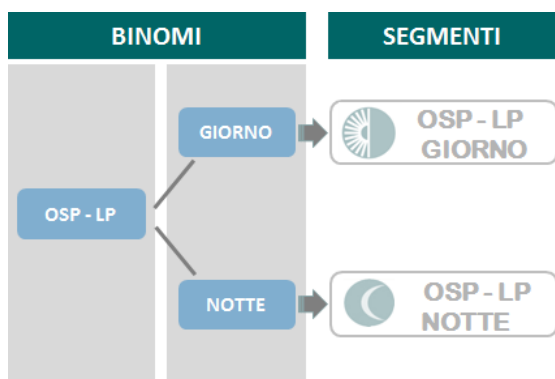 BINOMI
SEGMENTI
GIORNO
OSP - LP
GIORNO
OSP - LP
NOTTE
OSP - LP
NOTTE